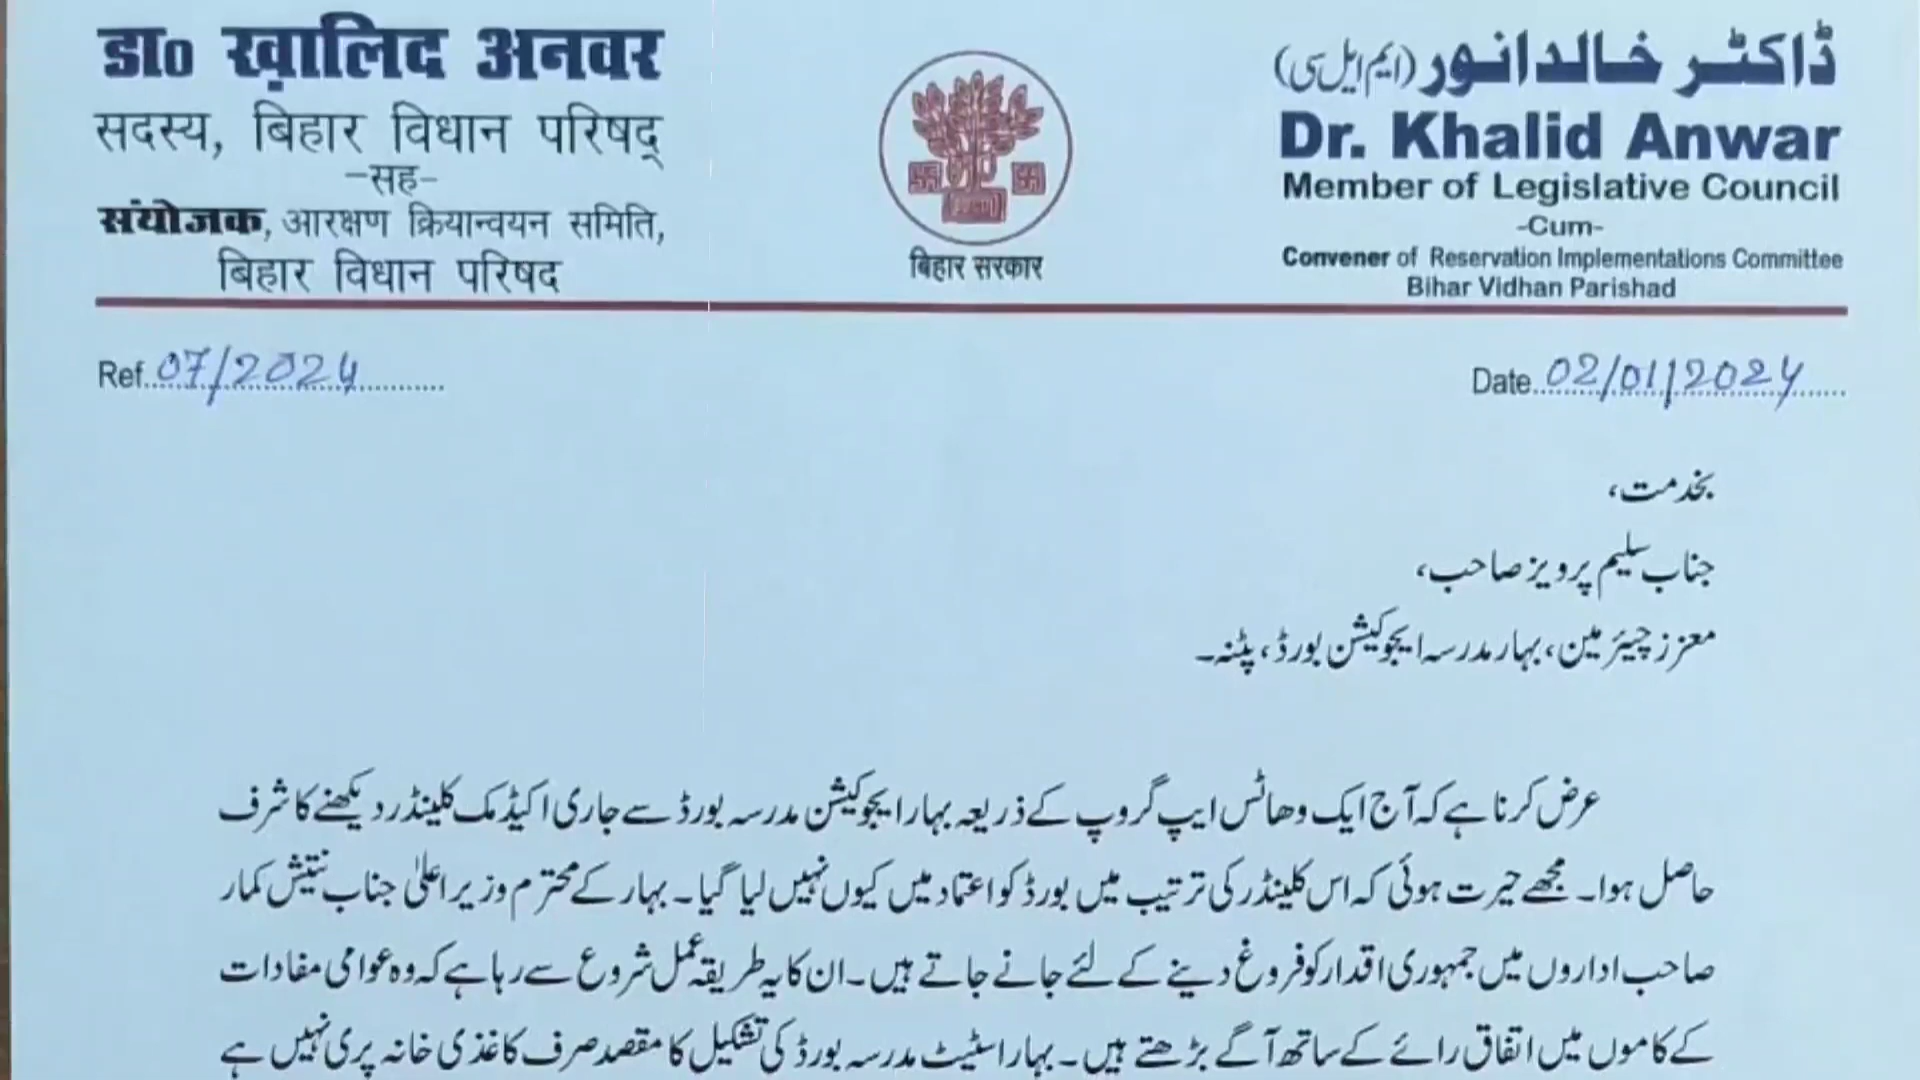 डा० ख़ालिद अनवर
सदस्य, बिहार विधान परिषद्
-सह-
संयोजक, आरक्षण क्रियान्वयन समिति,
बिहार विधान परिषद
बिहार सरकार
ڈاکٹر خالد انور (ایم ایل سی)
Dr. Khalid Anwar
Member of Legislative Council
-Cum-
Convener of Reservation Implementations Committee
Bihar Vidhan Parishad
Ref. 07/2024
Date. 02/01/2024
بخدمت،
جناب سلیم پرویز صاحب،
معزز چیئرمین، بہار مدرسہ ایجوکیشن بورڈ، پٹنہ۔
عرض کرنا ہے کہ آج ایک وھاٹس ایپ گروپ کے ذریعہ بہار ایجوکیشن مدرسہ بورڈ سے جاری اکیڈمک کلینڈر دیکھنے کا شرف
حاصل ہوا۔ مجھے حیرت ہوئی کہ اس کلینڈر کی ترتیب میں بورڈ کو اعتماد میں کیوں نہیں لیا گیا۔ بہار کے محترم وزیر اعلیٰ جناب نتیش کمار
صاحب اداروں میں جمہوری اقدار کو فروغ دینے کے لئے جانے جاتے ہیں۔ ان کا یہ طریقہ عمل شروع سے رہا ہے کہ وہ عوامی مفادات
کے کاموں میں اتفاق رائے کے ساتھ آگے بڑھتے ہیں۔ بہار اسٹیٹ مدرسہ بورڈ کی تشکیل کا مقصد صرف کاغذی خانہ پری نہیں ہے